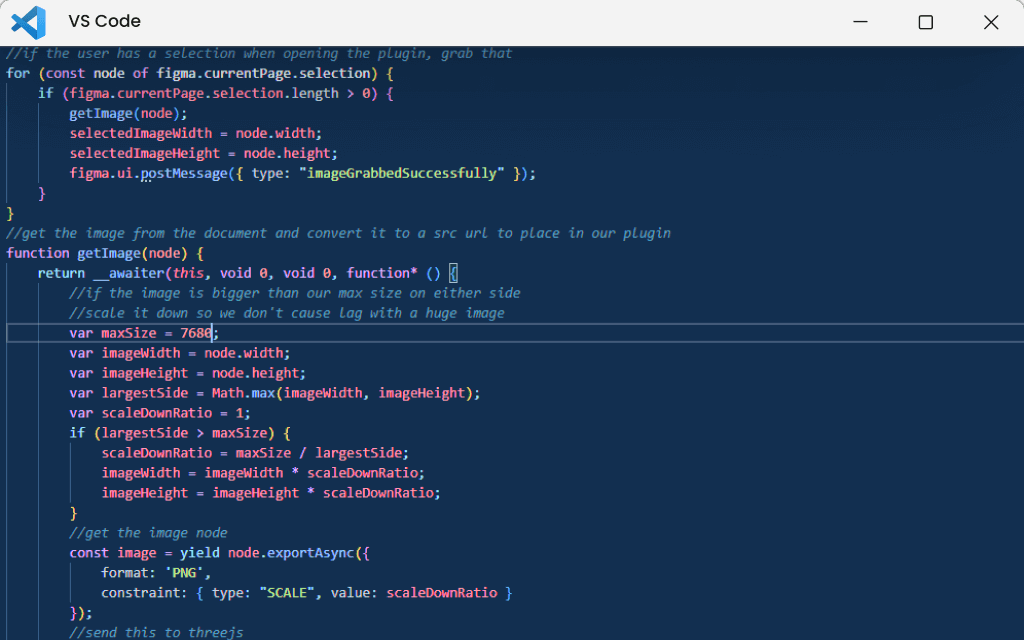 VS Code
//if the user has a selection when opening the plugin, grab that
for (const node of figma.currentPage.selection) {
    if (figma.currentPage.selection.length > 0) {
        getImage(node);
        selectedImageWidth = node.width;
        selectedImageHeight = node.height;
        figma.ui.postMessage({ type: "imageGrabbedSuccessfully" });
    }
}
//get the image from the document and convert it to a src url to place in our plugin
function getImage(node) {
    return __awaiter(this, void 0, void 0, function* () {
        //if the image is bigger than our max size on either side
        //scale it down so we don't cause lag with a huge image
        var maxSize = 7680;
        var imageWidth = node.width;
        var imageHeight = node.height;
        var largestSide = Math.max(imageWidth, imageHeight);
        var scaleDownRatio = 1;
        if (largestSide > maxSize) {
            scaleDownRatio = maxSize / largestSide;
            imageWidth = imageWidth * scaleDownRatio;
            imageHeight = imageHeight * scaleDownRatio;
        }
        //get the image node
        const image = yield node.exportAsync({
            format: 'PNG',
            constraint: { type: "SCALE", value: scaleDownRatio }
        });
        //send this to threejs